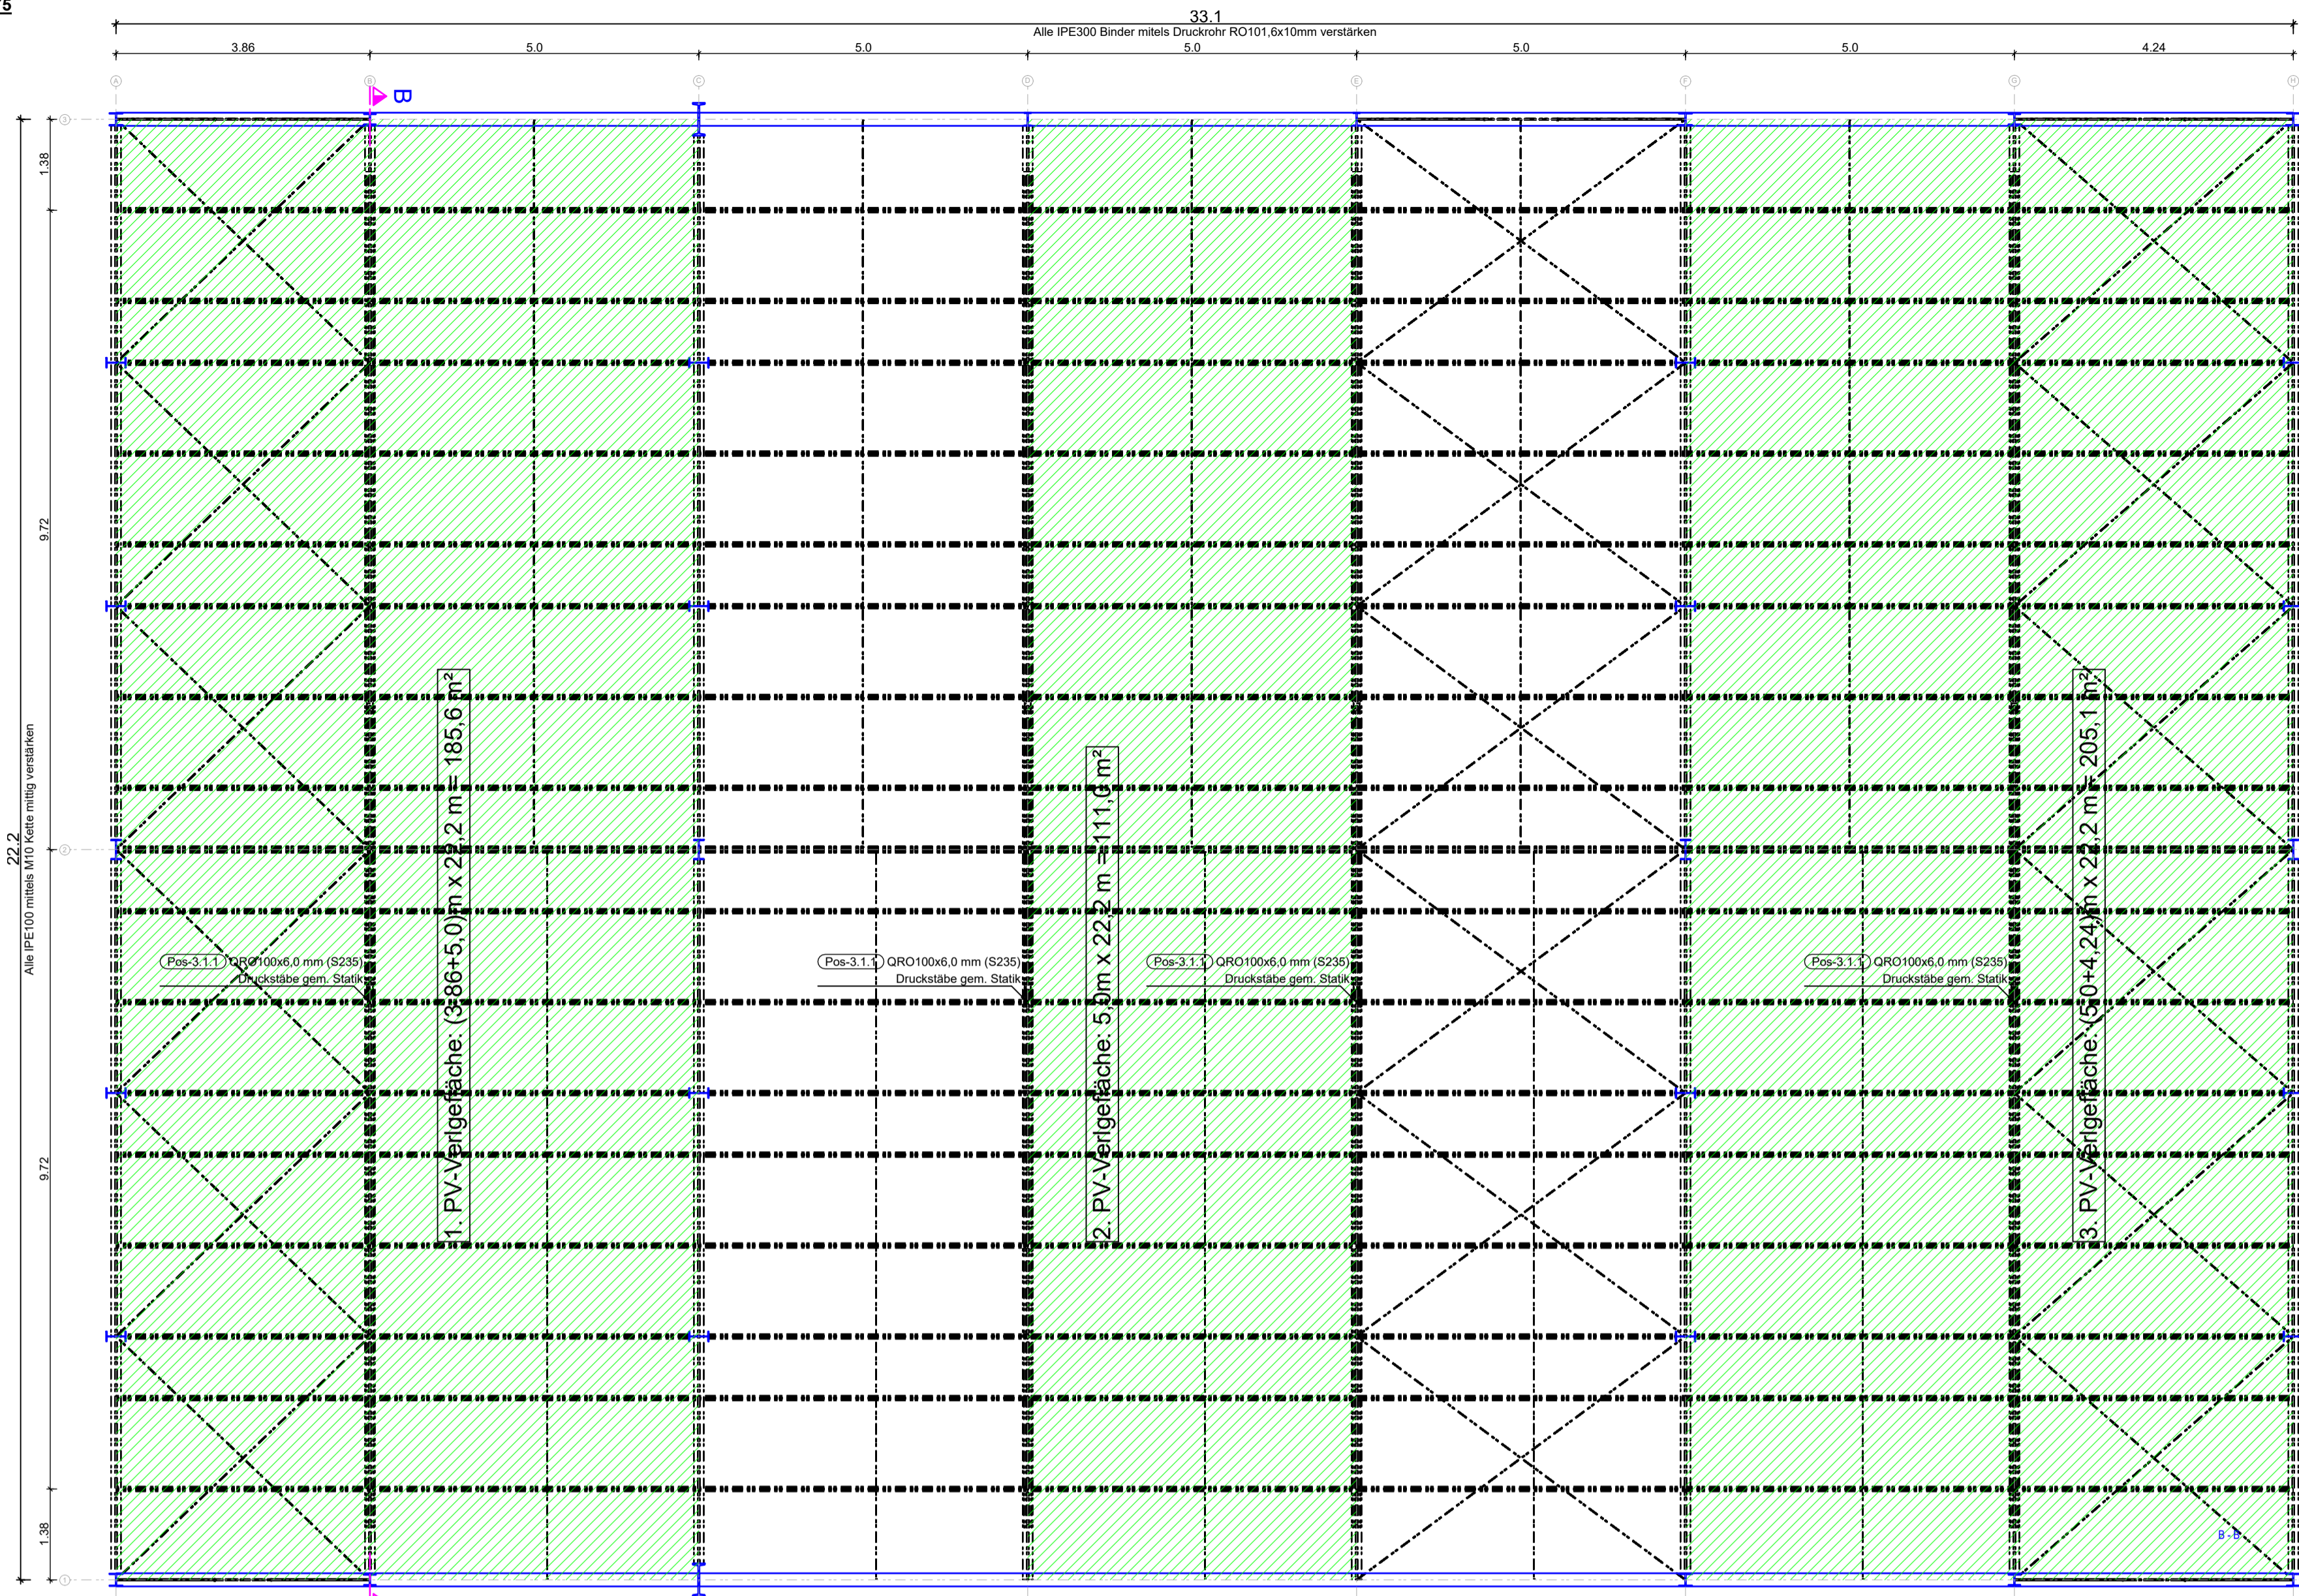 33.1
Alle IPE300 Binder mitels Druckrohr RO101,6x10mm verstärken
3.86 5.0 5.0 5.0 5.0 5.0 4.24
A B C D E F G H
B
3
1.38
9.72
22.2
Alle IPE100 mittels M10 Kette mittig verstärken
2
9.72
1.38
1
1. PV-Verlgefläche: (3,86+5,0)m x 22,2 m = 185,6 m²
2. PV-Verlgefläche: 5,0m x 22,2 m = 111,0 m²
3. PV-Verlgefläche: (5,0+4,24)m x 22,2 m = 205,1 m²
Pos-3.1.1 QRO100x6,0 mm (S235)
Druckstäbe gem. Statik
Pos-3.1.1 QRO100x6,0 mm (S235)
Druckstäbe gem. Statik
Pos-3.1.1 QRO100x6,0 mm (S235)
Druckstäbe gem. Statik
Pos-3.1.1 QRO100x6,0 mm (S235)
Druckstäbe gem. Statik
B - B